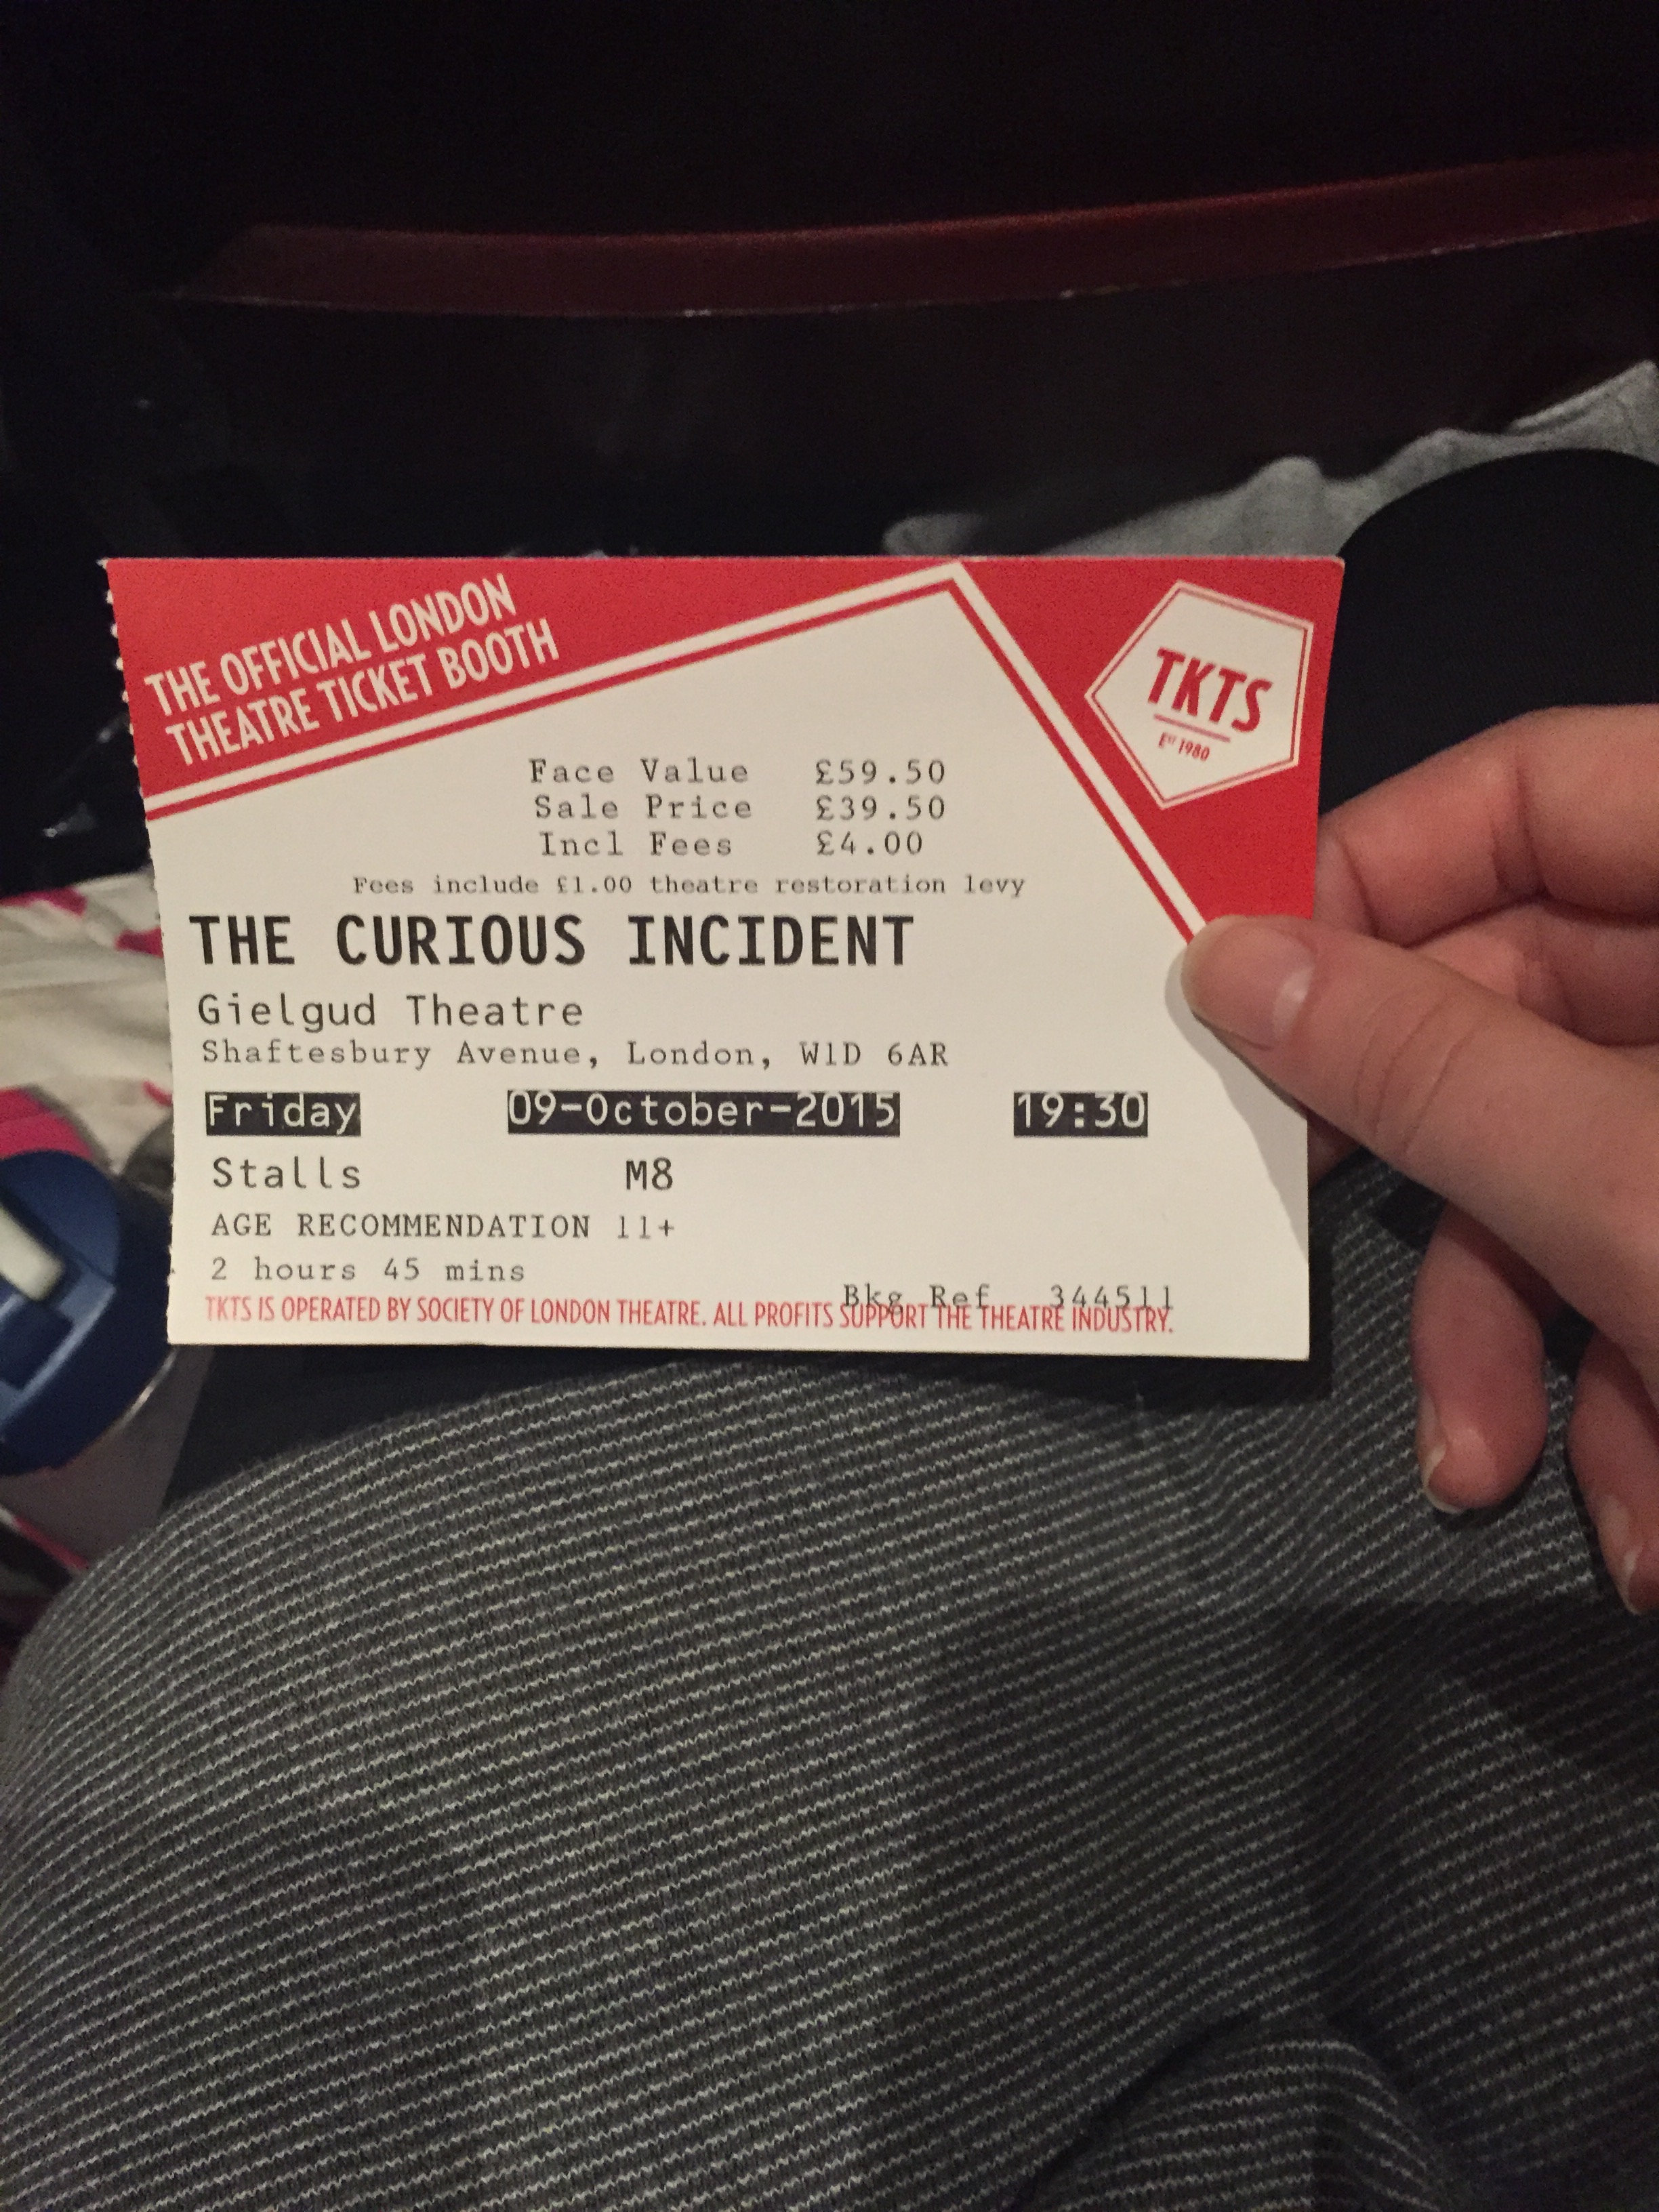 THE OFFICIAL LONDON
THEATRE TICKET BOOTH
TKTS
EST 1980
Face Value £59.50
Sale Price £39.50
Incl Fees £4.00
Fees include £1.00 theatre restoration levy
THE CURIOUS INCIDENT
Gielgud Theatre
Shaftesbury Avenue, London, W1D 6AR
Friday 09-October-2015 19:30
Stalls M8
AGE RECOMMENDATION 11+
2 hours 45 mins
Bkg Ref 344511
TKTS IS OPERATED BY SOCIETY OF LONDON THEATRE. ALL PROFITS SUPPORT THE THEATRE INDUSTRY.